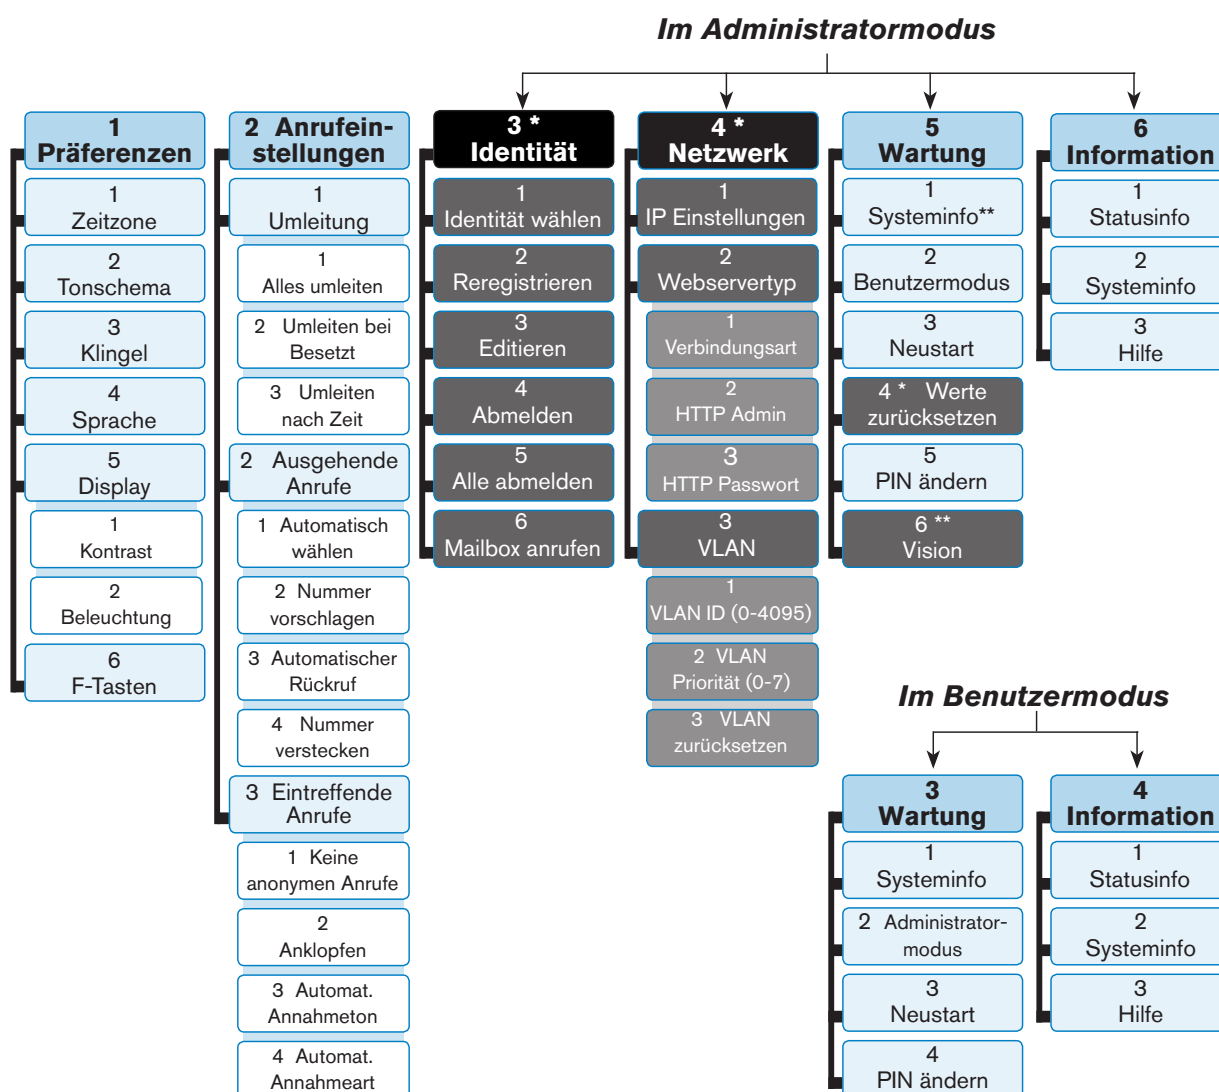 Im Administratormodus
1
Präferenzen
1
Zeitzone
2
Tonschema
3
Klingel
4
Sprache
5
Display
1
Kontrast
2
Beleuchtung
6
F-Tasten
2 Anrufein-
stellungen
1
Umleitung
1
Alles umleiten
2 Umleiten bei
Besetzt
3 Umleiten
nach Zeit
2 Ausgehende
Anrufe
1 Automatisch
wählen
2 Nummer
vorschlagen
3 Automatischer
Rückruf
4 Nummer
verstecken
3 Eintreffende
Anrufe
1 Keine
anonymen Anrufe
2
Anklopfen
3 Automat.
Annahmeton
4 Automat.
Annahmeart
3 *
Identität
1
Identität wählen
2
Reregistrieren
3
Editieren
4
Abmelden
5
Alle abmelden
6
Mailbox anrufen
4 *
Netzwerk
1
IP Einstellungen
2
Webservertyp
1
Verbindungsart
2
HTTP Admin
3
HTTP Passwort
3
VLAN
1
VLAN ID (0-4095)
2 VLAN
Priorität (0-7)
3 VLAN
zurücksetzen
5
Wartung
1
Systeminfo**
2
Benutzermodus
3
Neustart
4 * Werte
zurücksetzen
5
PIN ändern
6 **
Vision
6
Information
1
Statusinfo
2
Systeminfo
3
Hilfe
Im Benutzermodus
3
Wartung
1
Systeminfo
2 Administrator-
modus
3
Neustart
4
PIN ändern
4
Information
1
Statusinfo
2
Systeminfo
3
Hilfe